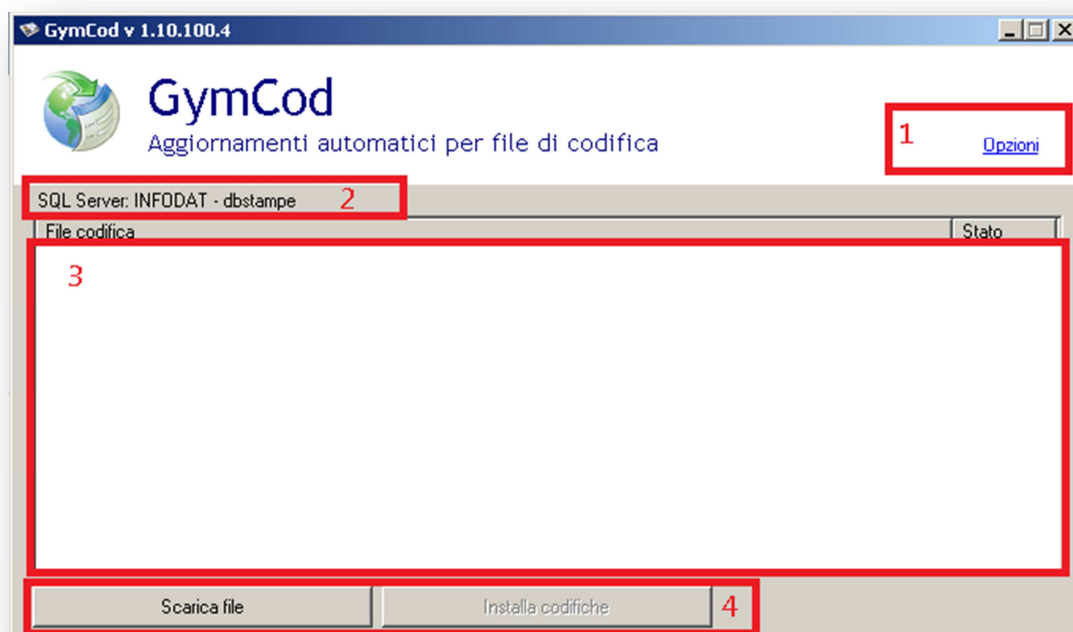 GymCod v 1.10.100.4
GymCod
Aggiornamenti automatici per file di codifica
1
Opzioni
SQL Server: INFODAT - dbstampe 2
File codifica Stato
3
Scarica file Installa codifiche 4